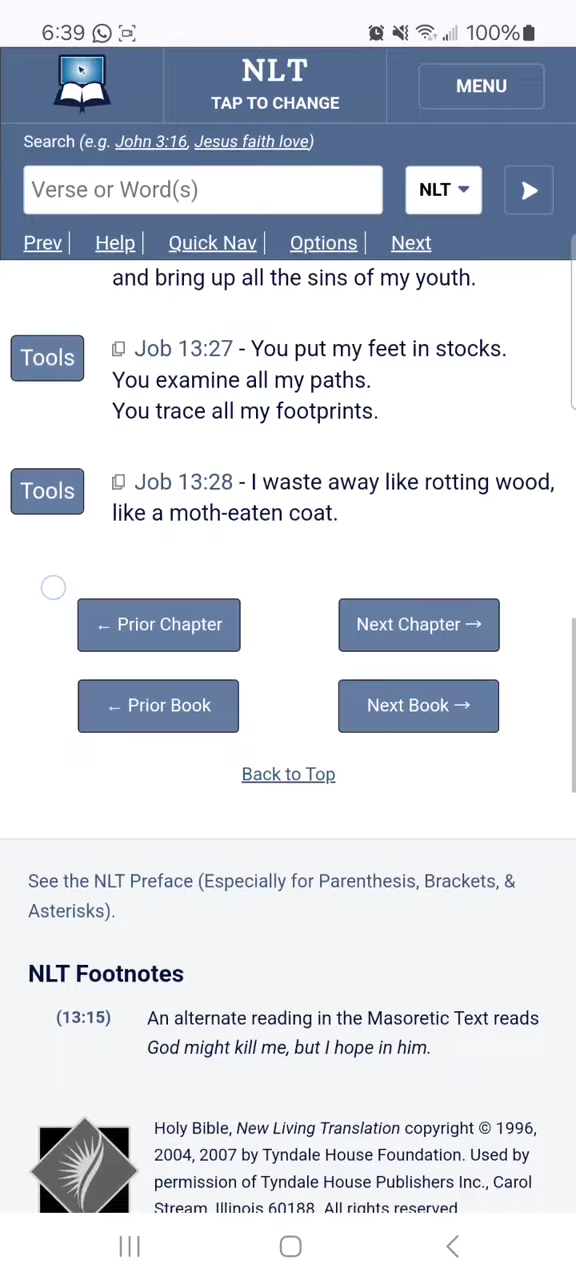 6:39 100%
NLT
TAP TO CHANGE
MENU
Search (e.g. John 3:16, Jesus faith love)
Verse or Word(s)
NLT
Prev Help Quick Nav Options Next
and bring up all the sins of my youth.
Tools
Job 13:27 - You put my feet in stocks.
You examine all my paths.
You trace all my footprints.
Tools
Job 13:28 - I waste away like rotting wood,
like a moth-eaten coat.
← Prior Chapter
Next Chapter →
← Prior Book
Next Book →
Back to Top
See the NLT Preface (Especially for Parenthesis, Brackets, &
Asterisks).
NLT Footnotes
(13:15) An alternate reading in the Masoretic Text reads
God might kill me, but I hope in him.
Holy Bible, New Living Translation copyright © 1996,
2004, 2007 by Tyndale House Foundation. Used by
permission of Tyndale House Publishers Inc., Carol
Stream, Illinois 60188. All rights reserved